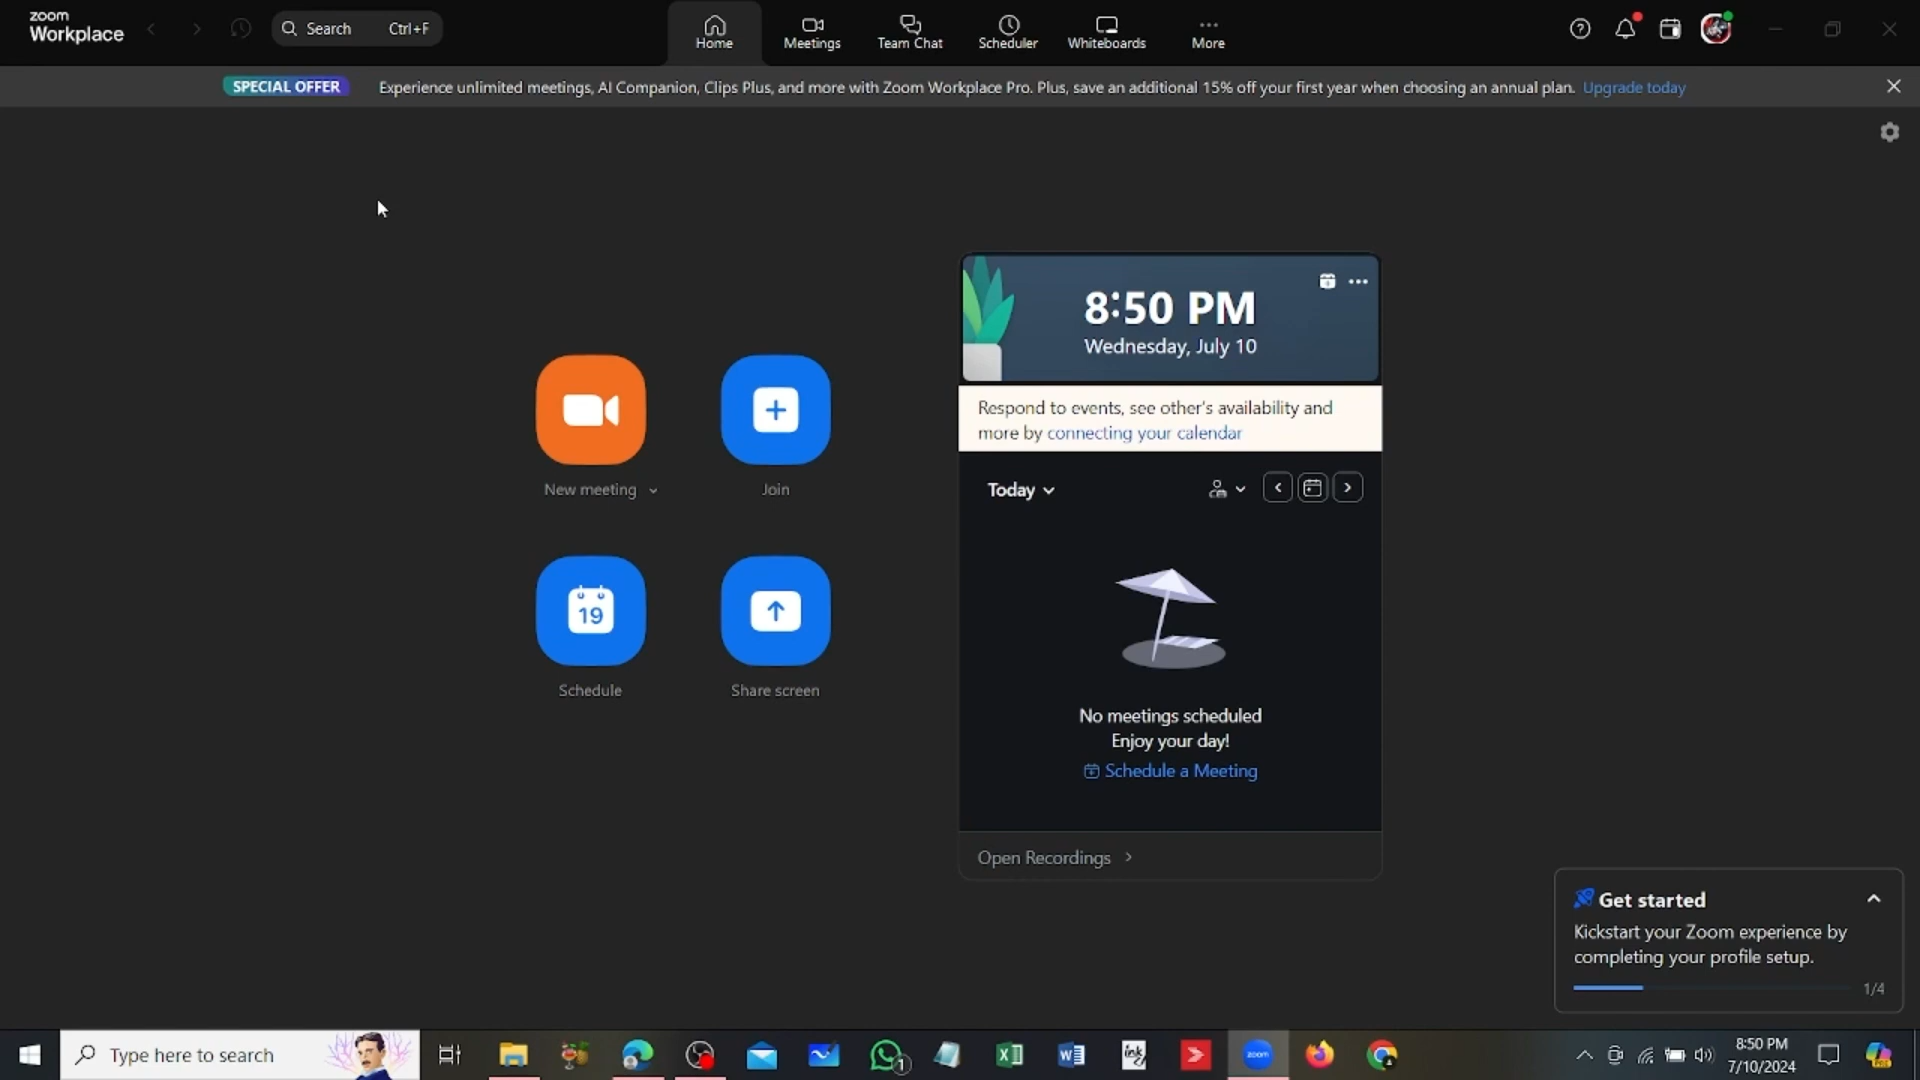 zoom
Workplace
Search Ctrl+F
Home
Meetings
Team Chat
Scheduler
Whiteboards
More
SPECIAL OFFER Experience unlimited meetings, AI Companion, Clips Plus, and more with Zoom Workplace Pro. Plus, save an additional 15% off your first year when choosing an annual plan. Upgrade today
8:50 PM
Wednesday, July 10
Respond to events, see other's availability and
more by connecting your calendar
New meeting
Join
Today
19
Schedule
Share screen
No meetings scheduled
Enjoy your day!
Schedule a Meeting
Open Recordings
Get started
Kickstart your Zoom experience by
completing your profile setup.
1/4
Type here to search
1
zoom
8:50 PM
7/10/2024